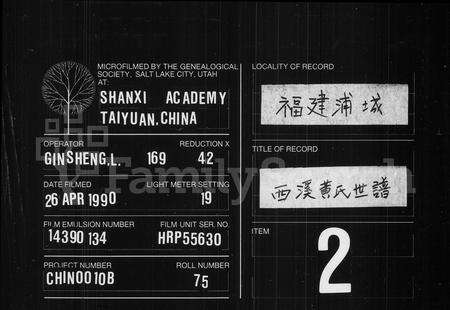 MICROFILMED BY THE GENEALOGICAL
SOCIETY, SALT LAKE CITY, UTAH
AT:
SHANXI ACADEMY
TAIYUAN, CHINA
OPERATOR REDUCTION X
GINSHENG, L. 169 42
DATE FILMED LIGHT METER SETTING
26 APR 1990 19
FILM EMULSION NUMBER FILM UNIT SER. NO.
14390 134 HRP55630
PROJECT NUMBER ROLL NUMBER
CHIN0010B 75
LOCALITY OF RECORD
福建浦城
TITLE OF RECORD
西溪黄氏世譜
ITEM
2
FamilySearch